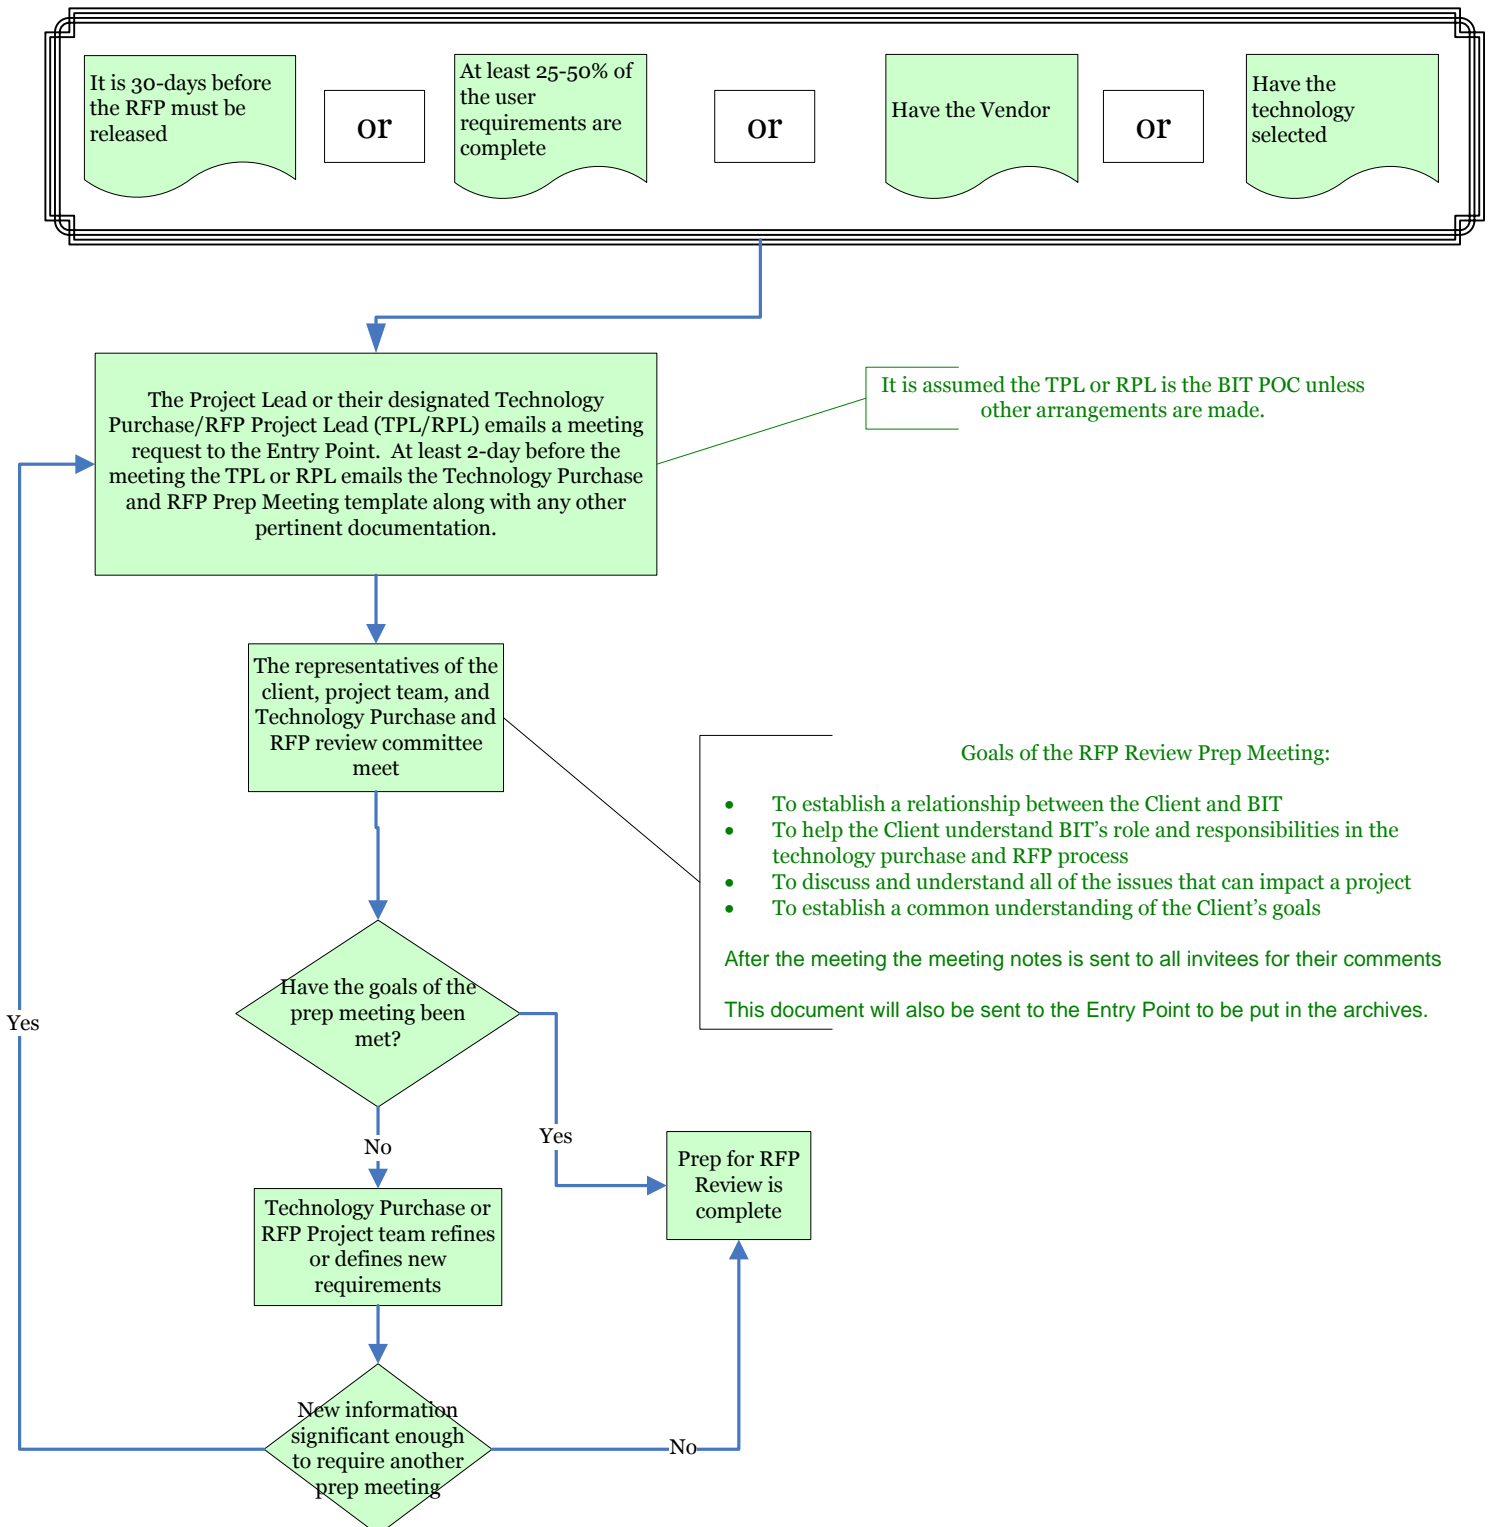 It is 30-days before
the RFP must be
released
or
At least 25-50% of
the user
requirements are
complete
or
Have the Vendor
or
Have the
technology
selected
The Project Lead or their designated Technology
Purchase/RFP Project Lead (TPL/RPL) emails a meeting
request to the Entry Point.  At least 2-day before the
meeting the TPL or RPL emails the Technology Purchase
and RFP Prep Meeting template along with any other
pertinent documentation.
It is assumed the TPL or RPL is the BIT POC unless
other arrangements are made.
The representatives of the
client, project team, and
Technology Purchase and
RFP review committee
meet
Goals of the RFP Review Prep Meeting:
• To establish a relationship between the Client and BIT
• To help the Client understand BIT's role and responsibilities in the
technology purchase and RFP process
• To discuss and understand all of the issues that can impact a project
• To establish a common understanding of the Client's goals
After the meeting the meeting notes is sent to all invitees for their comments
This document will also be sent to the Entry Point to be put in the archives.
Have the goals of the
prep meeting been
met?
Yes
No
Yes
Prep for RFP
Review is
complete
Technology Purchase or
RFP Project team refines
or defines new
requirements
New information
significant enough
to require another
prep meeting
No